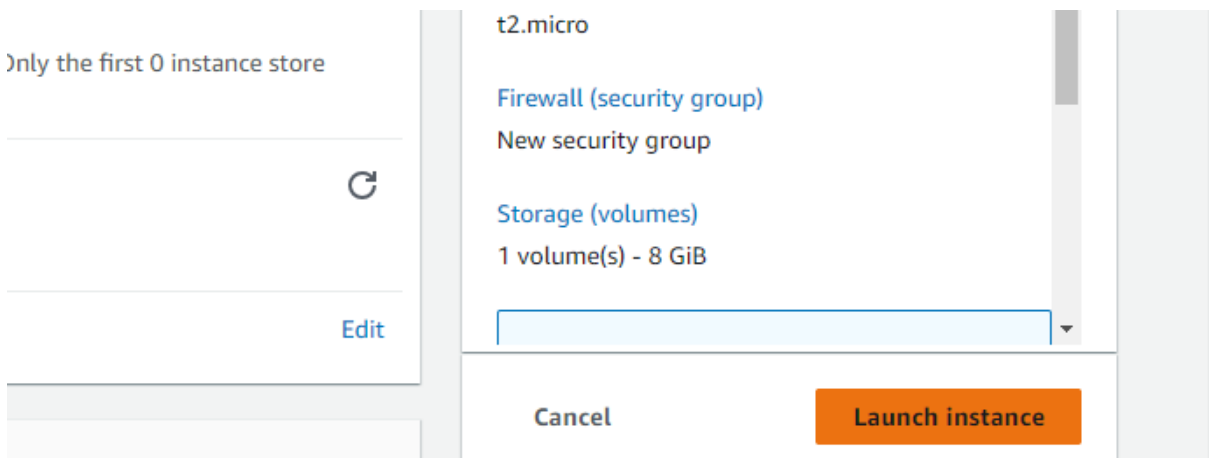 t2.micro
Only the first 0 instance store
Firewall (security group)
New security group
Storage (volumes)
1 volume(s) - 8 GiB
Edit
Cancel
Launch instance